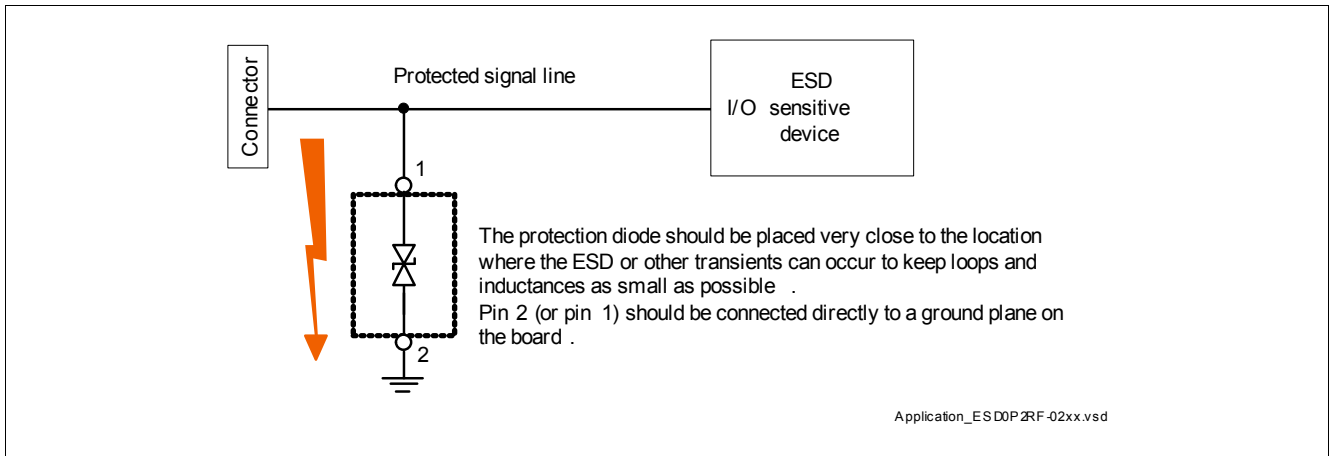 Connector
Protected signal line
ESD
I/O sensitive
device
1
The protection diode should be placed very close to the location
where the ESD or other transients can occur to keep loops and
inductances as small as possible .
Pin 2 (or pin 1) should be connected directly to a ground plane on
the board .
2
Application_ESD0P2RF-02xx.vsd